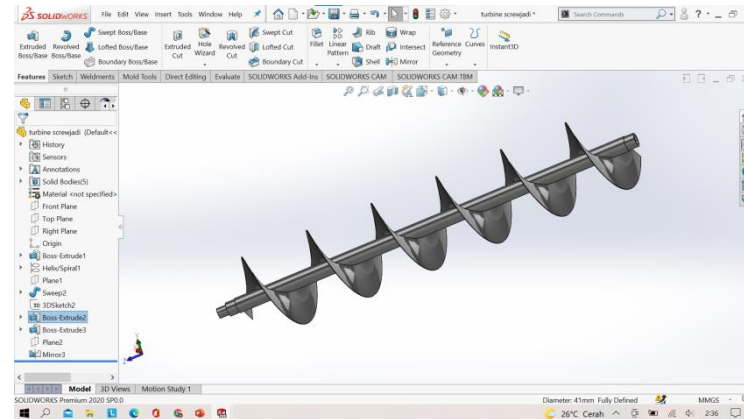 SOLIDWORKS File Edit View Insert Tools Window Help turbine screwjadi * Search Commands
Extruded Boss/Base
Revolved Boss/Base
Swept Boss/Base
Lofted Boss/Base
Boundary Boss/Base
Extruded Cut
Hole Wizard
Revolved Cut
Swept Cut
Lofted Cut
Boundary Cut
Fillet
Linear Pattern
Rib
Draft
Shell
Wrap
Intersect
Mirror
Reference Geometry
Curves
Instant3D
Features Sketch Weldments Mold Tools Direct Editing Evaluate SOLIDWORKS Add-Ins SOLIDWORKS CAM SOLIDWORKS CAM TBM
turbine screwjadi (Default<<
History
Sensors
Annotations
Solid Bodies(5)
Material <not specified>
Front Plane
Top Plane
Right Plane
Origin
Boss-Extrude1
Helix/Spiral1
Plane1
Sweep2
3D 3DSketch2
Boss-Extrude2
Boss-Extrude3
Plane2
Mirror3
Model 3D Views Motion Study 1
SOLIDWORKS Premium 2020 SP0.0 Diameter: 41mm Fully Defined MMGS
26°C Cerah 2:36